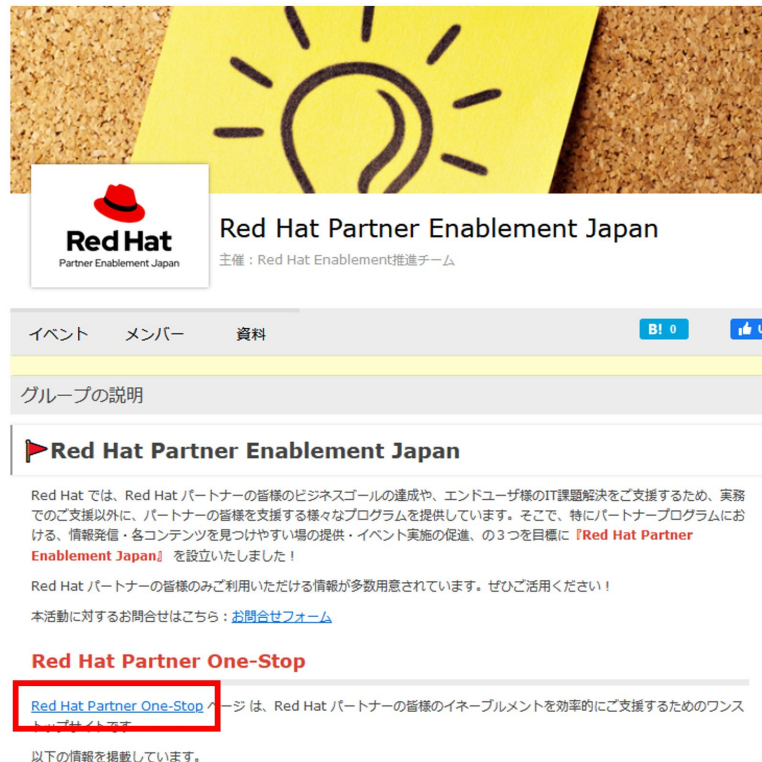 Red Hat
Partner Enablement Japan
Red Hat Partner Enablement Japan
主催：Red Hat Enablement推進チーム
イベント メンバー 資料
B! 0
グループの説明
Red Hat Partner Enablement Japan
Red Hat では、Red Hat パートナーの皆様のビジネスゴールの達成や、エンドユーザ様のIT課題解決をご支援するため、実務
でのご支援以外に、パートナーの皆様を支援する様々なプログラムを提供しています。そこで、特にパートナープログラムにお
ける、情報発信・各コンテンツを見つけやすい場の提供・イベント実施の促進、の３つを目標に『Red Hat Partner
Enablement Japan』 を設立いたしました！
Red Hat パートナーの皆様のみご利用いただける情報が多数用意されています。ぜひご活用ください！
本活動に対するお問合せはこちら：お問合せフォーム
Red Hat Partner One-Stop
Red Hat Partner One-Stop ページ は、Red Hat パートナーの皆様のイネーブルメントを効率的にご支援するためのワンス
トップサイトです
以下の情報を掲載しています。